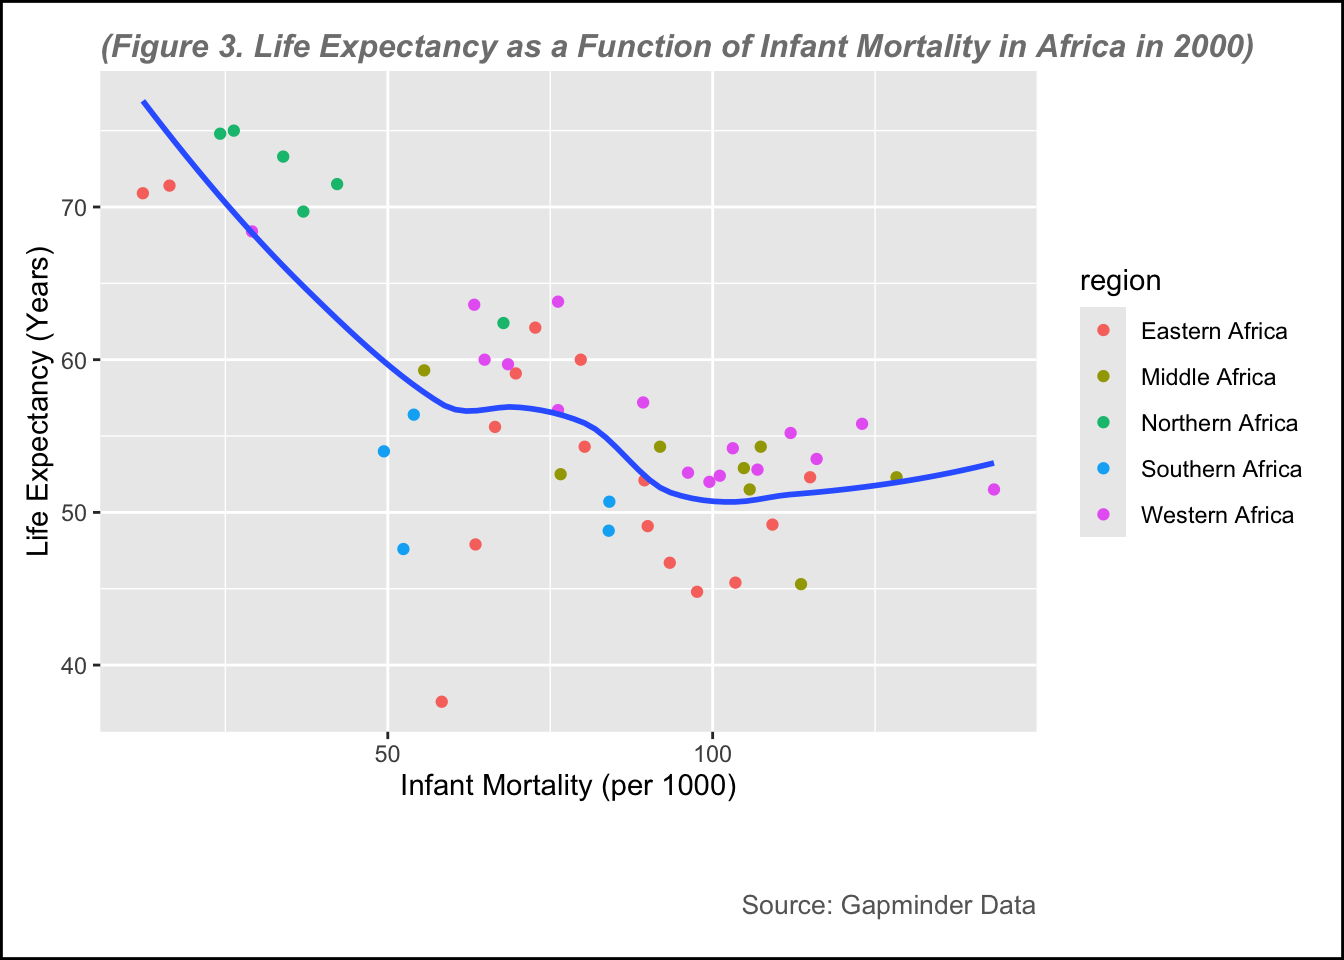 (Figure 3. Life Expectancy as a Function of Infant Mortality in Africa in 2000)
Life Expectancy (Years)
70
60
50
40
50
100
Infant Mortality (per 1000)
region
Eastern Africa
Middle Africa
Northern Africa
Southern Africa
Western Africa
Source: Gapminder Data